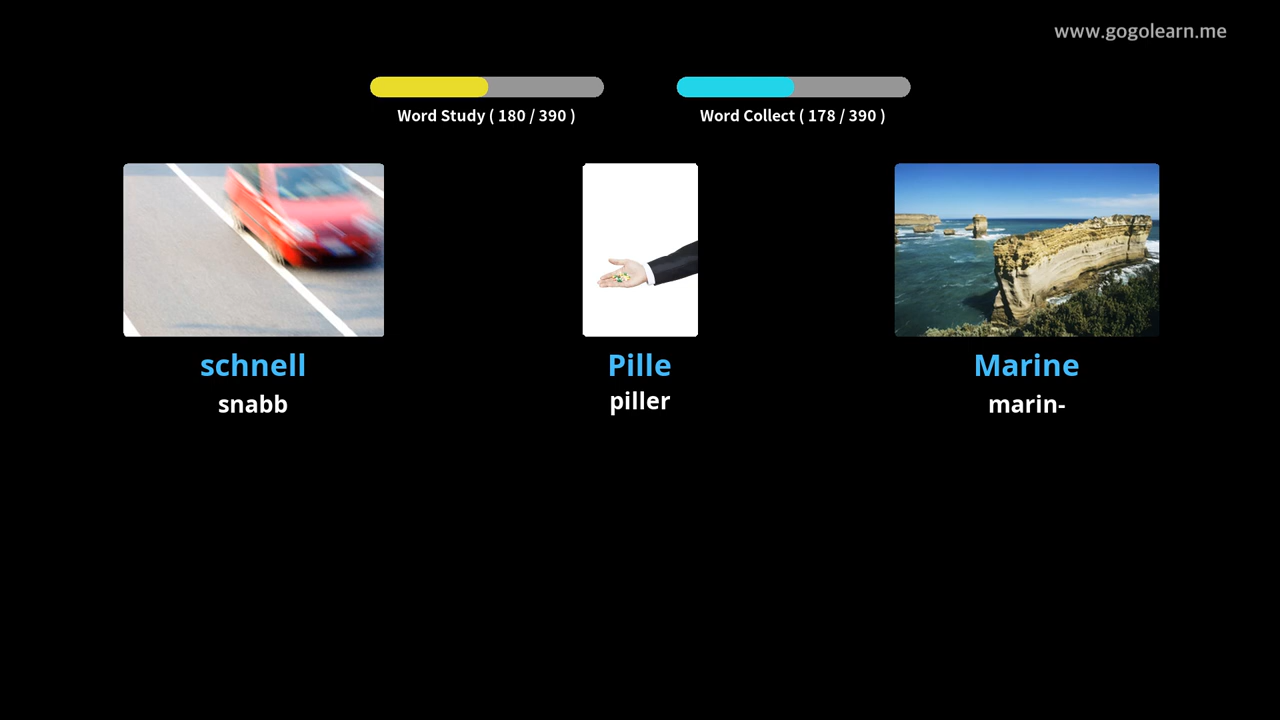 www.gogolearn.me
Word Study ( 180 / 390 )
Word Collect ( 178 / 390 )
schnell
snabb
Pille
piller
Marine
marin-